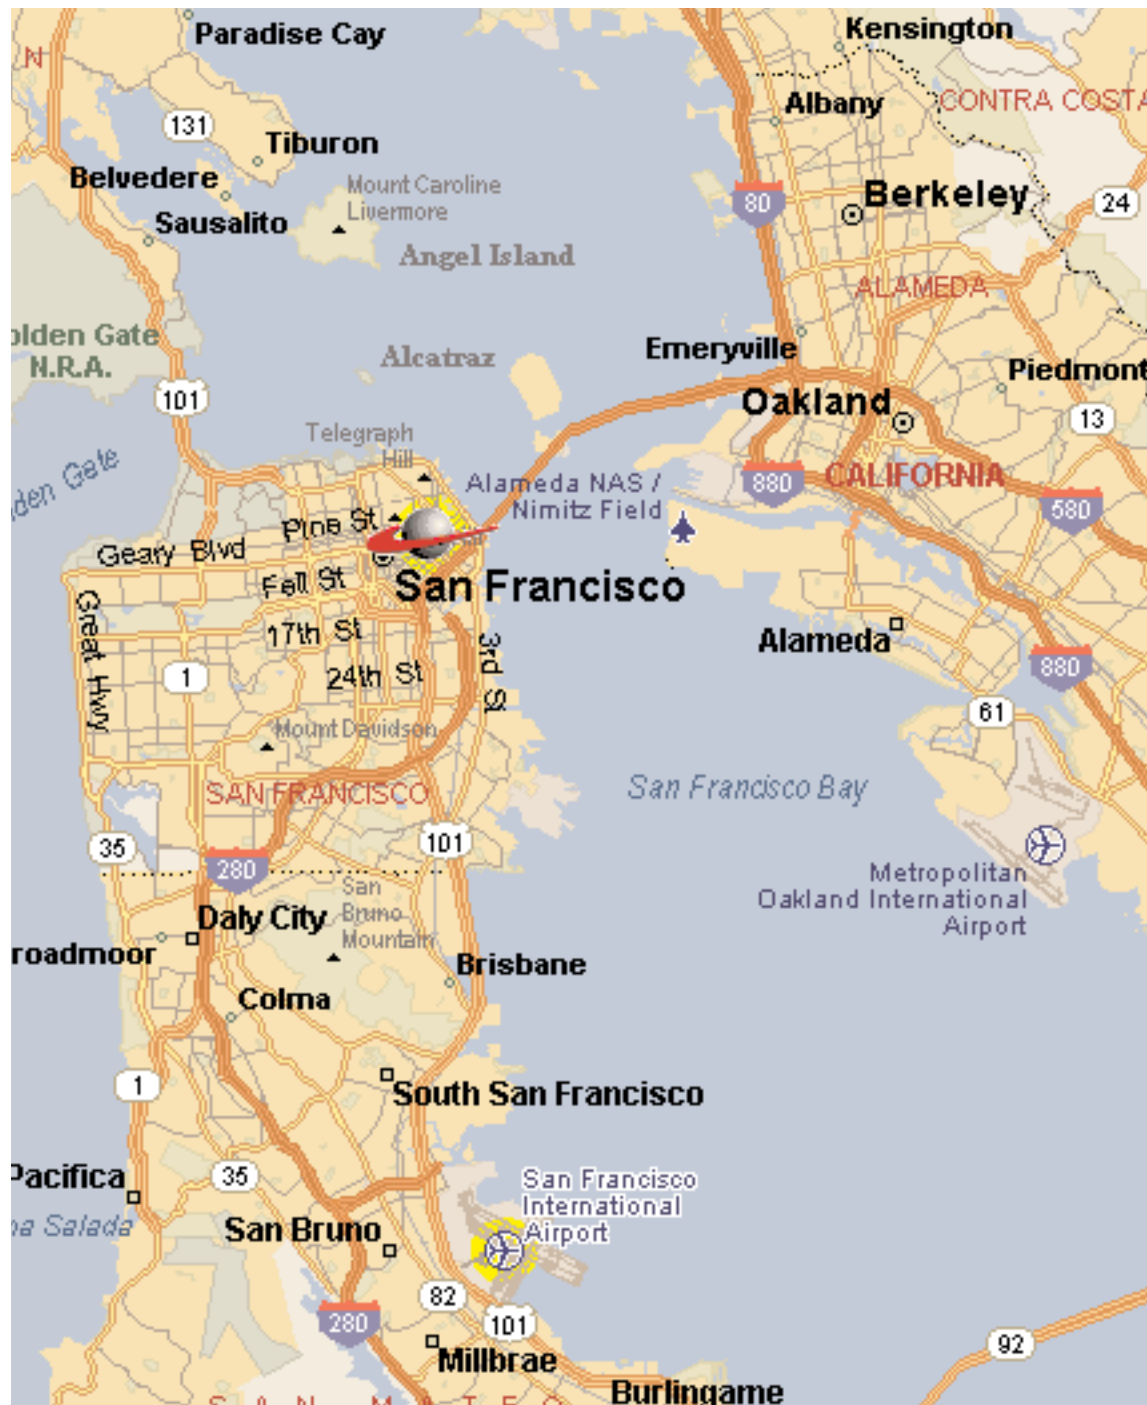 Paradise Cay
Kensington
N
CONTRA COSTA
Albany
131
Tiburon
Belvedere
Mount Caroline
Livermore
Berkeley
80
24
Sausalito
Angel Island
ALAMEDA
olden Gate
N.R.A.
Emeryville
Alcatraz
Piedmont
101
Oakland
13
Telegraph
Hill
den Gate
CALIFORNIA
Alameda NAS /
Nimitz Field
880
580
Pine St
Geary Blvd
Fell St
San Francisco
Great Hwy
17th St
3rd St
Alameda
24th St
880
1
61
Mount Davidson
San Francisco Bay
SAN FRANCISCO
35
101
280
Metropolitan
Oakland International
Airport
San
Bruno
Mountain
Daly City
roadmoor
Brisbane
Colma
1
South San Francisco
Pacifica
35
San Francisco
International
Airport
a Salada
San Bruno
82
280
101
92
Millbrae
Burlingame
S A N M A T E O